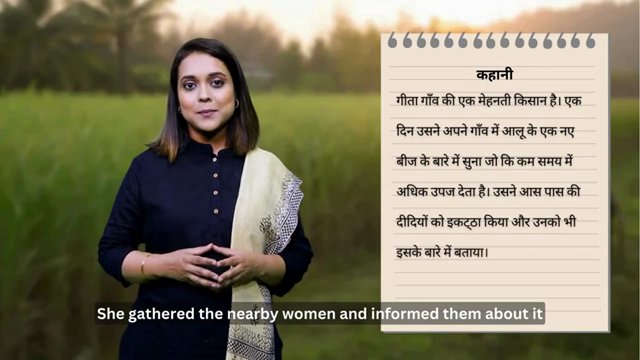 कहानी
गीता गाँव की एक मेहनती किसान है। एक
दिन उसने अपने गाँव में आलू के एक नए
बीज के बारे में सुना जो कि कम समय में
अधिक उपज देता है। उसने आस पास की
दीदियों को इकट्ठा किया और उनको भी
इसके बारे में बताया।
She gathered the nearby women and informed them about it